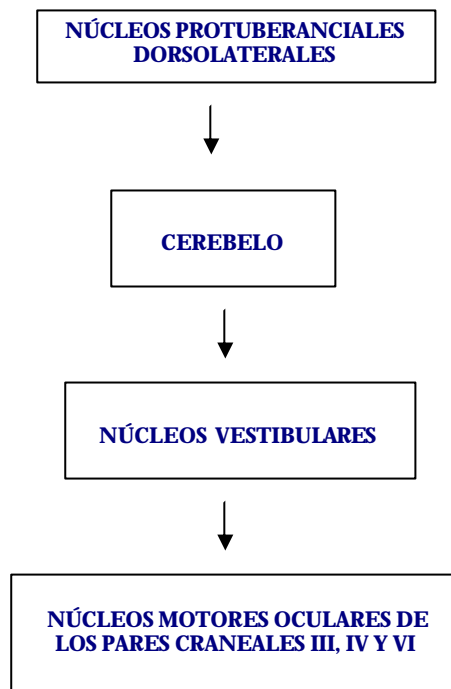 NÚCLEOS PROTUBERANCIALES
DORSOLATERALES
CEREBELO
NÚCLEOS VESTIBULARES
NÚCLEOS MOTORES OCULARES DE
LOS PARES CRANEALES III, IV Y VI